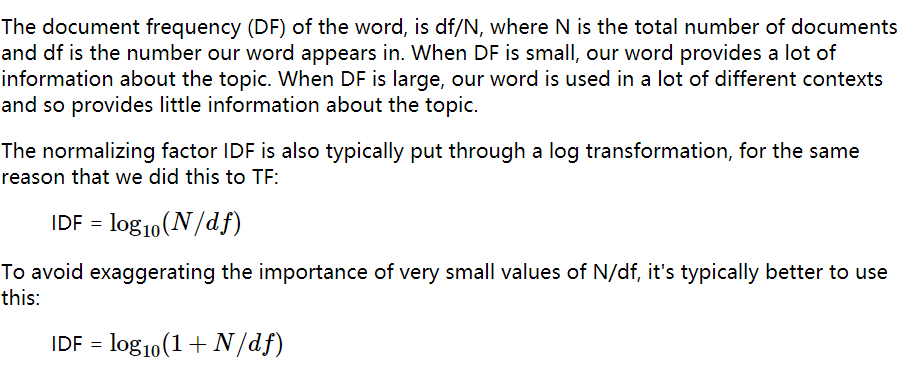 The document frequency (DF) of the word, is df/N, where N is the total number of documents
and df is the number our word appears in. When DF is small, our word provides a lot of
information about the topic. When DF is large, our word is used in a lot of different contexts
and so provides little information about the topic.
The normalizing factor IDF is also typically put through a log transformation, for the same
reason that we did this to TF:
IDF = log₁₀(N/df)
To avoid exaggerating the importance of very small values of N/df, it's typically better to use
this:
IDF = log₁₀(1 + N/df)